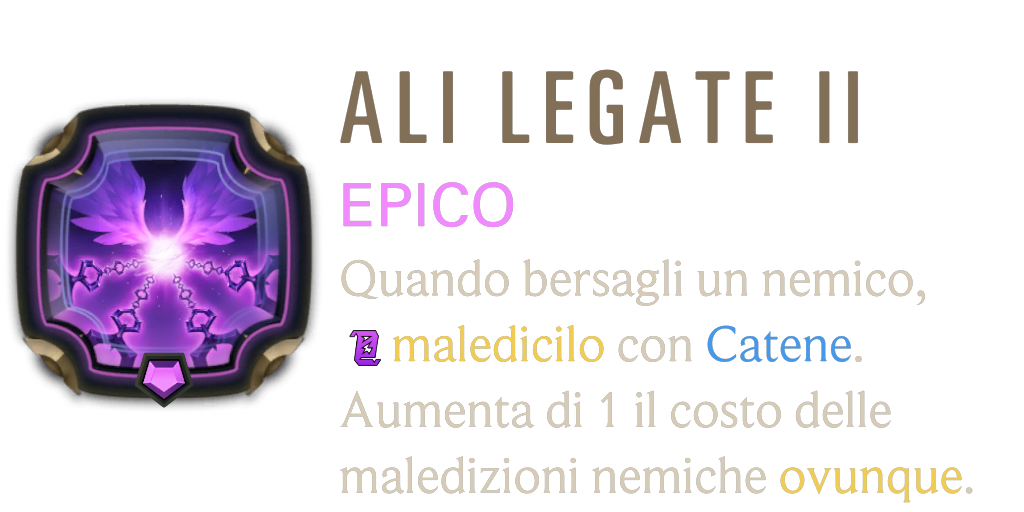 ALI LEGATE II
EPICO
Quando bersagli un nemico,
maledicilo con Catene.
Aumenta di 1 il costo delle
maledizioni nemiche ovunque.